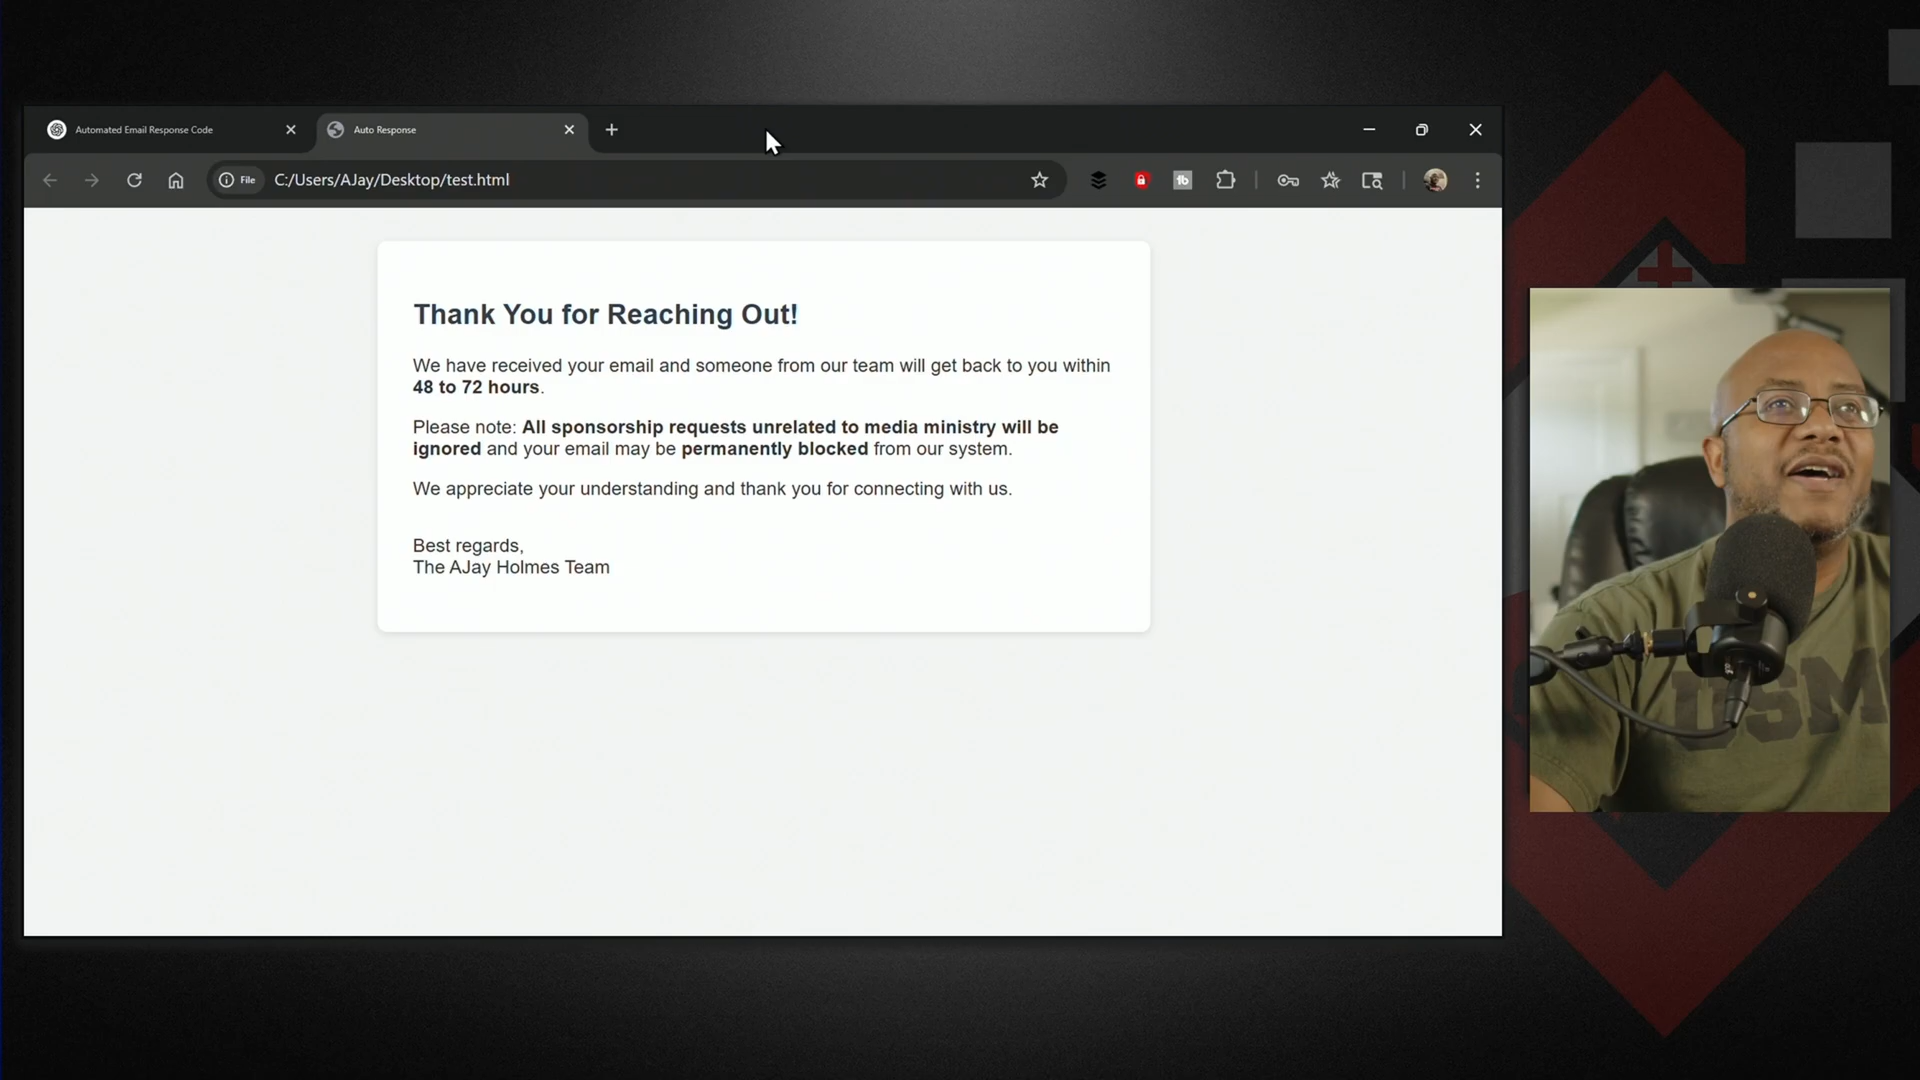 Automated Email Response Code
Auto Response
File
C:/Users/AJay/Desktop/test.html
Thank You for Reaching Out!
We have received your email and someone from our team will get back to you within
48 to 72 hours.
Please note: All sponsorship requests unrelated to media ministry will be
ignored and your email may be permanently blocked from our system.
We appreciate your understanding and thank you for connecting with us.
Best regards,
The AJay Holmes Team
USM